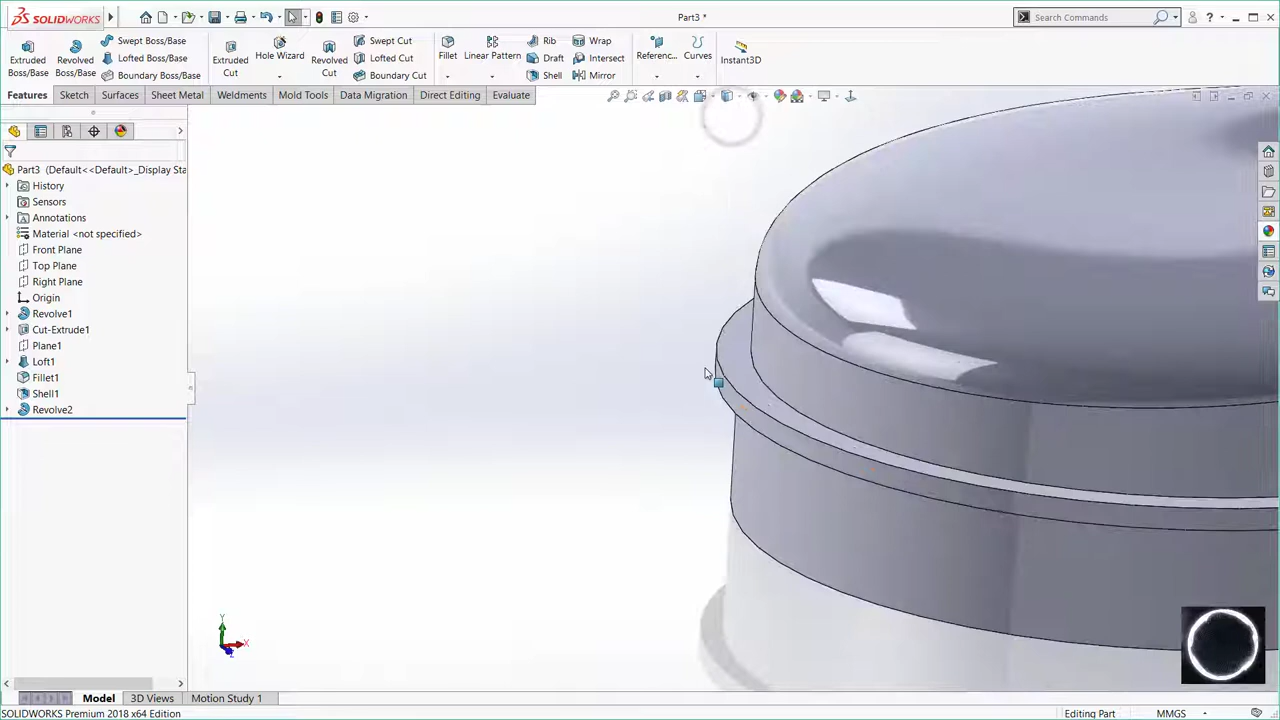 SOLIDWORKS
Part3 *
Search Commands
Extruded Boss/Base
Revolved Boss/Base
Swept Boss/Base
Lofted Boss/Base
Boundary Boss/Base
Extruded Cut
Hole Wizard
Revolved Cut
Swept Cut
Lofted Cut
Boundary Cut
Fillet
Linear Pattern
Rib
Draft
Shell
Wrap
Intersect
Mirror
Referenc...
Curves
Instant3D
Features
Sketch
Surfaces
Sheet Metal
Weldments
Mold Tools
Data Migration
Direct Editing
Evaluate
Part3 (Default<<Default>_Display Sta
History
Sensors
Annotations
Material <not specified>
Front Plane
Top Plane
Right Plane
Origin
Revolve1
Cut-Extrude1
Plane1
Loft1
Fillet1
Shell1
Revolve2
Y
X
Z
Model
3D Views
Motion Study 1
SOLIDWORKS Premium 2018 x64 Edition
Editing Part
MMGS